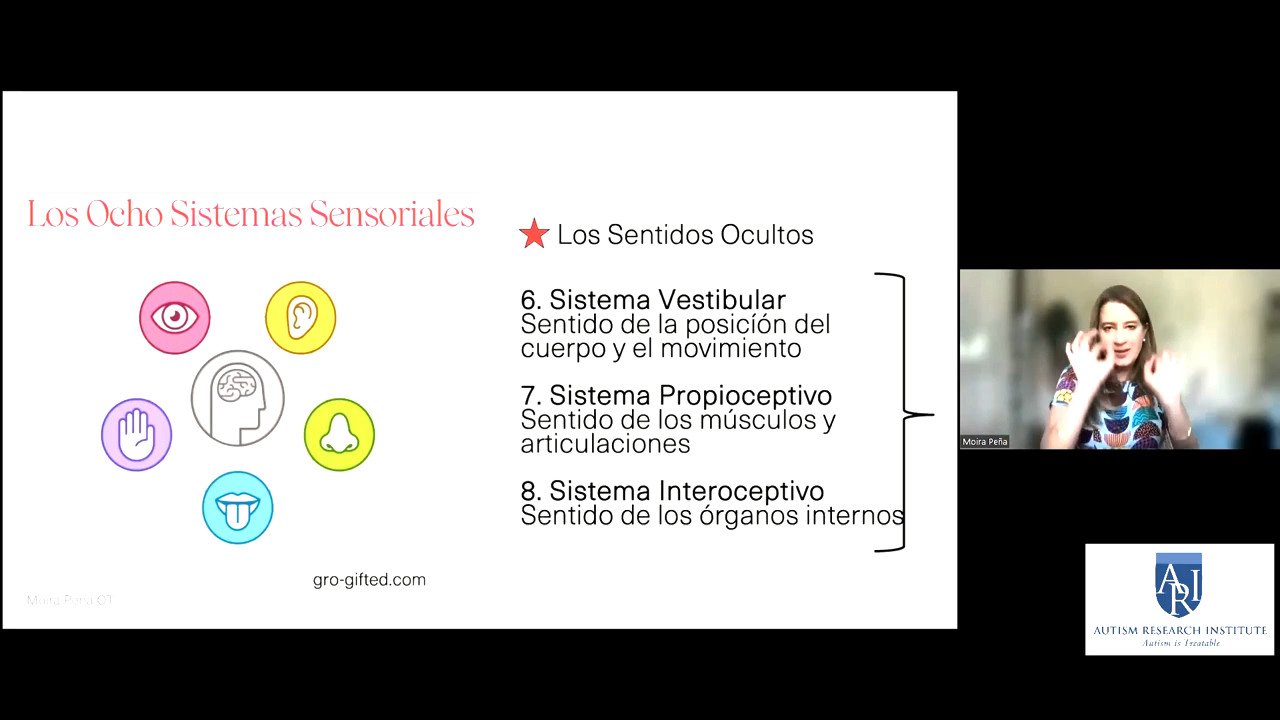 Los Ocho Sistemas Sensoriales
Los Sentidos Ocultos
6. Sistema Vestibular
Sentido de la posicíón del
cuerpo y el movimiento
7. Sistema Propioceptivo
Sentido de los músculos y
articulaciones
8. Sistema Interoceptivo
Sentido de los órganos internos
gro-gifted.com
Moira Peña OT
Moira Peña
ARI
AUTISM RESEARCH INSTITUTE
Autism is Treatable